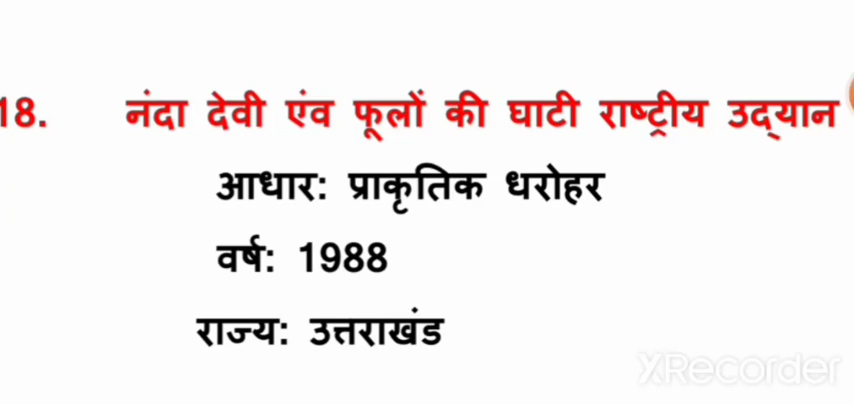 18. नंदा देवी एंव फूलों की घाटी राष्ट्रीय उद्यान
आधारः प्राकृतिक धरोहर
वर्षः 1988
राज्यः उत्तराखंड
XRecorder